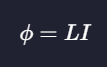 ϕ = LI